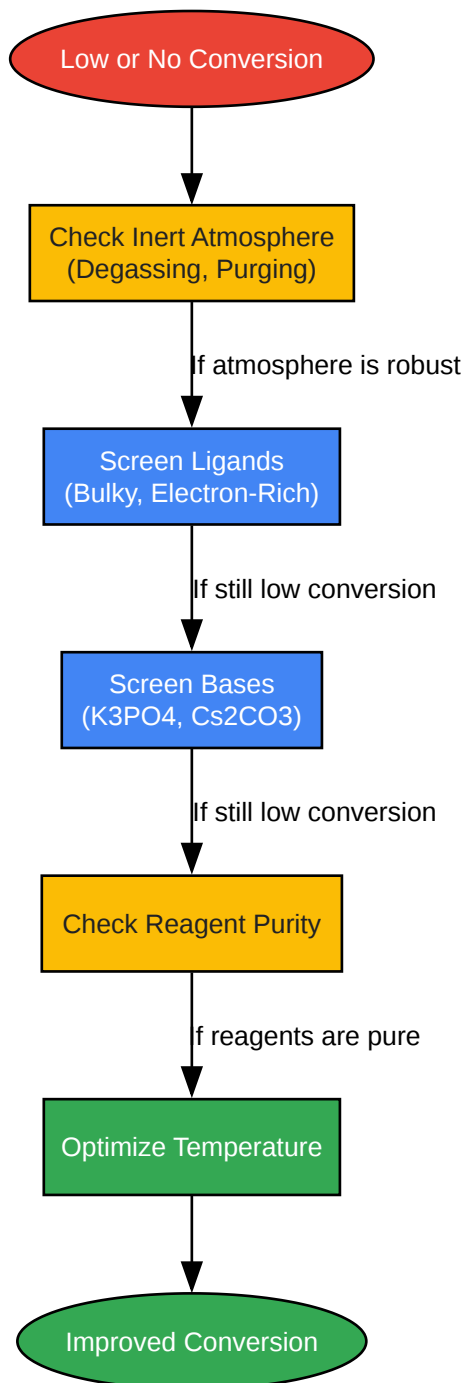 Low or No Conversion
Check Inert Atmosphere
(Degassing, Purging)
If atmosphere is robust
Screen Ligands
(Bulky, Electron-Rich)
If still low conversion
Screen Bases
(K3PO4, Cs2CO3)
If still low conversion
Check Reagent Purity
If reagents are pure
Optimize Temperature
Improved Conversion